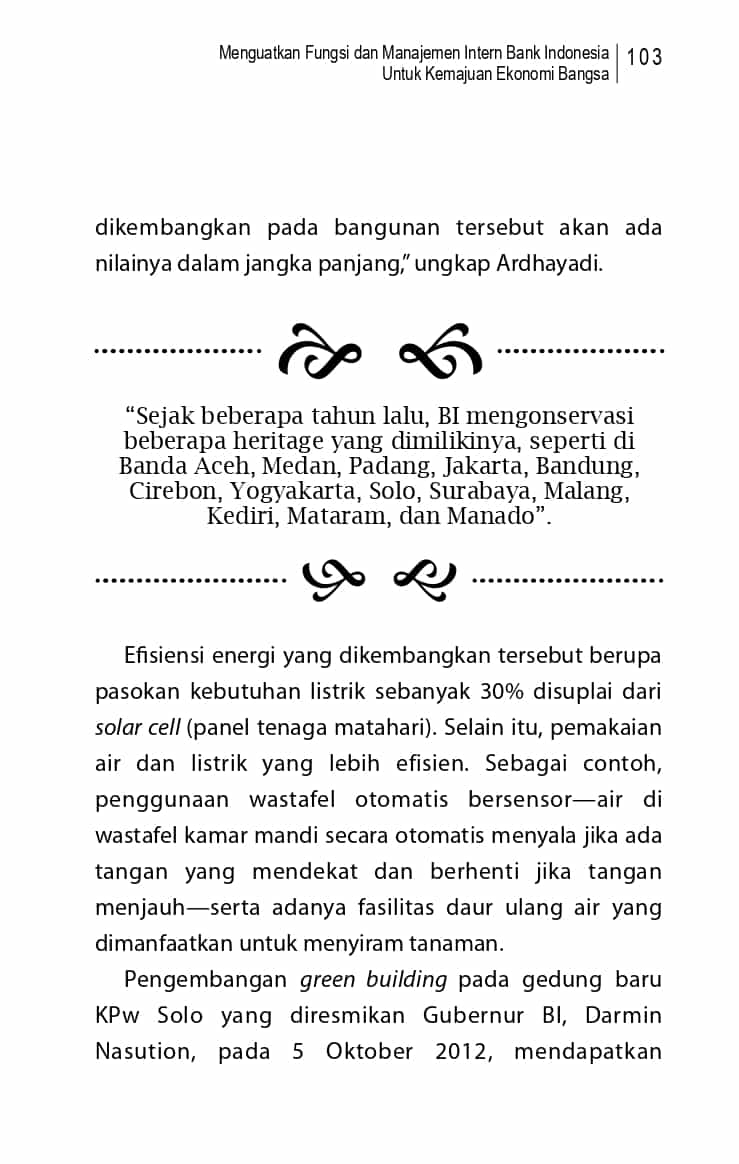 Menguatkan Fungsi dan Manajemen Intern Bank Indonesia
Untuk Kemajuan Ekonomi Bangsa
103
dikembangkan pada bangunan tersebut akan ada
nilainya dalam jangka panjang,” ungkap Ardhayadi.
“Sejak beberapa tahun lalu, BI mengonservasi
beberapa heritage yang dimilikinya, seperti di
Banda Aceh, Medan, Padang, Jakarta, Bandung,
Cirebon, Yogyakarta, Solo, Surabaya, Malang,
Kediri, Mataram, dan Manado”.
Efisiensi energi yang dikembangkan tersebut berupa
pasokan kebutuhan listrik sebanyak 30% disuplai dari
solar cell (panel tenaga matahari). Selain itu, pemakaian
air dan listrik yang lebih efisien. Sebagai contoh,
penggunaan wastafel otomatis bersensor—air di
wastafel kamar mandi secara otomatis menyala jika ada
tangan yang mendekat dan berhenti jika tangan
menjauh—serta adanya fasilitas daur ulang air yang
dimanfaatkan untuk menyiram tanaman.
Pengembangan green building pada gedung baru
KPw Solo yang diresmikan Gubernur BI, Darmin
Nasution, pada 5 Oktober 2012, mendapatkan